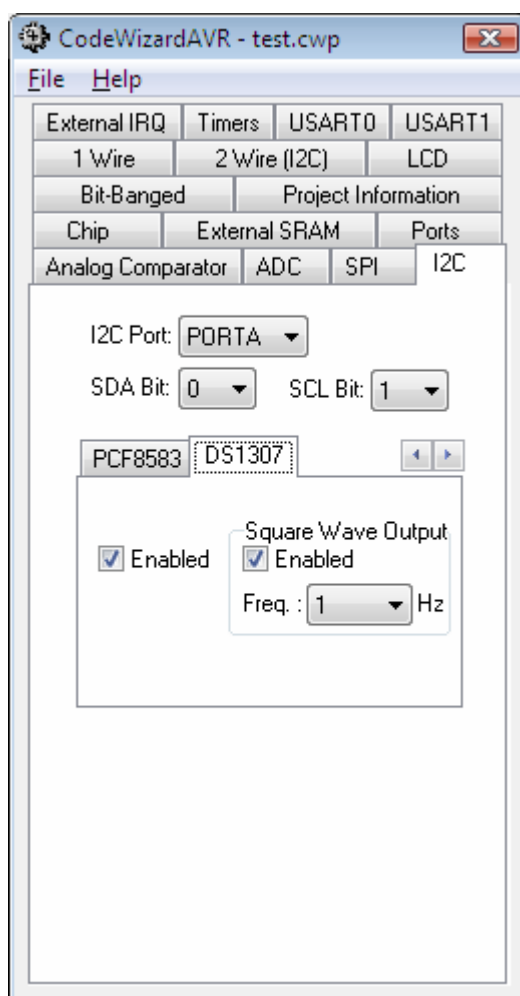 CodeWizardAVR - test.cwp
File Help
External IRQ Timers USART0 USART1
1 Wire 2 Wire (I2C) LCD
Bit-Banged Project Information
Chip External SRAM Ports
Analog Comparator ADC SPI I2C
I2C Port: PORTA
SDA Bit: 0 SCL Bit: 1
PCF8583 DS1307
Square Wave Output
Enabled Enabled
Freq. : 1 Hz